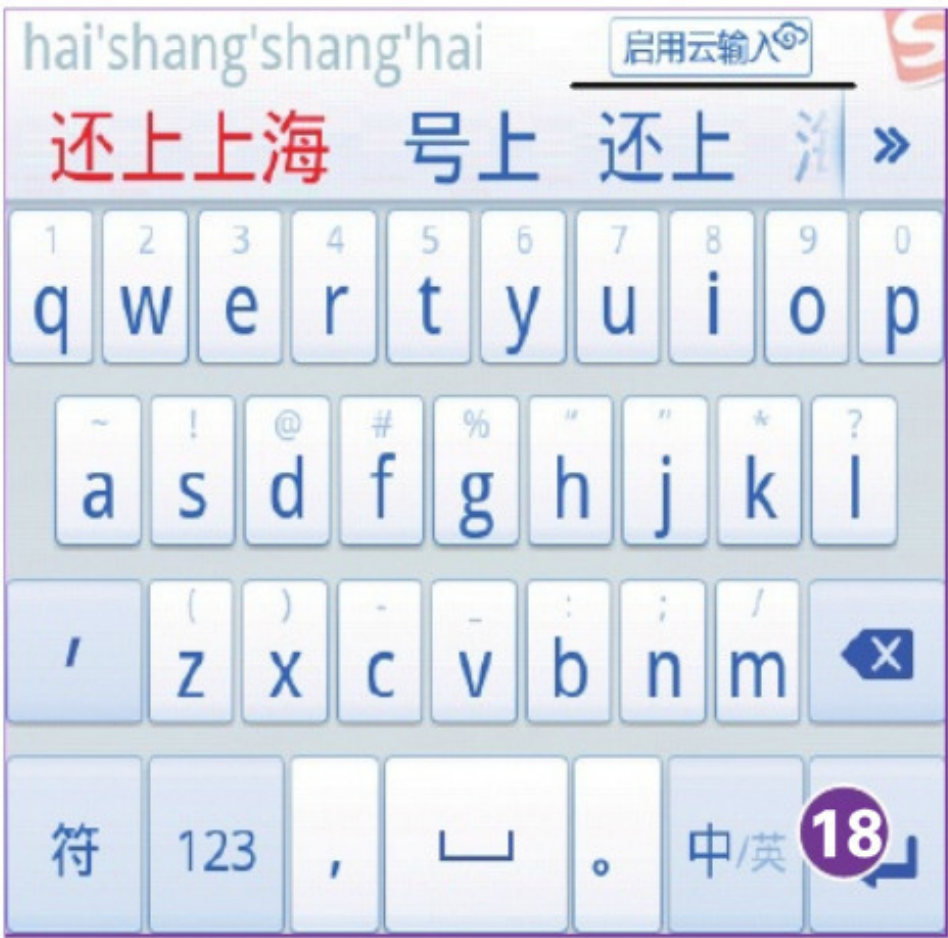 hai'shang'shang'hai 启用云输入 S
还上上海 号上 还上 »
1 2 3 4 5 6 7 8 9 0
q w e r t y u i o p
~ ! @ # % “ ” * ?
a s d f g h j k l
( ) - _ : ; /
' z x c v b n m X
符 123 , 。 中/英 18